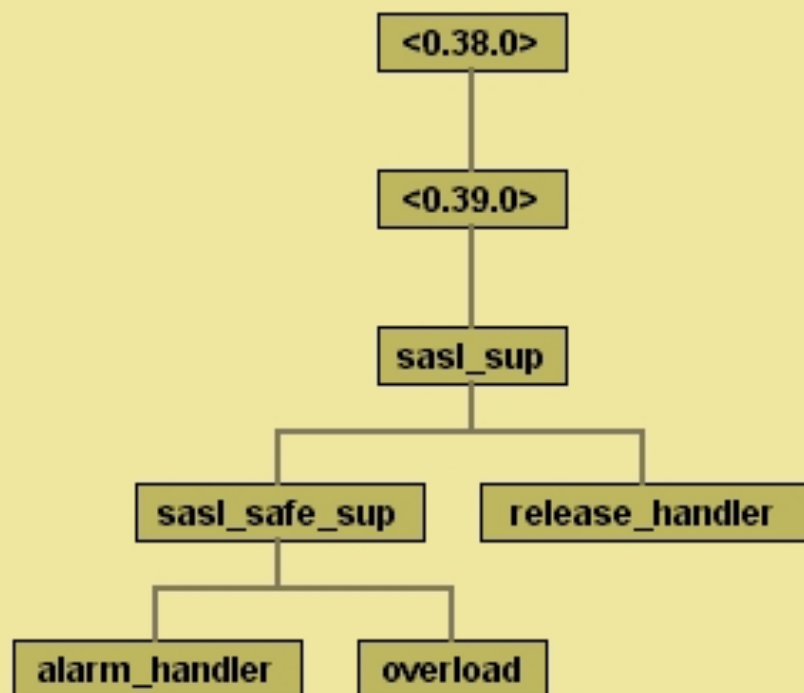 <0.38.0>
<0.39.0>
sasl_sup
sasl_safe_sup
release_handler
alarm_handler
overload